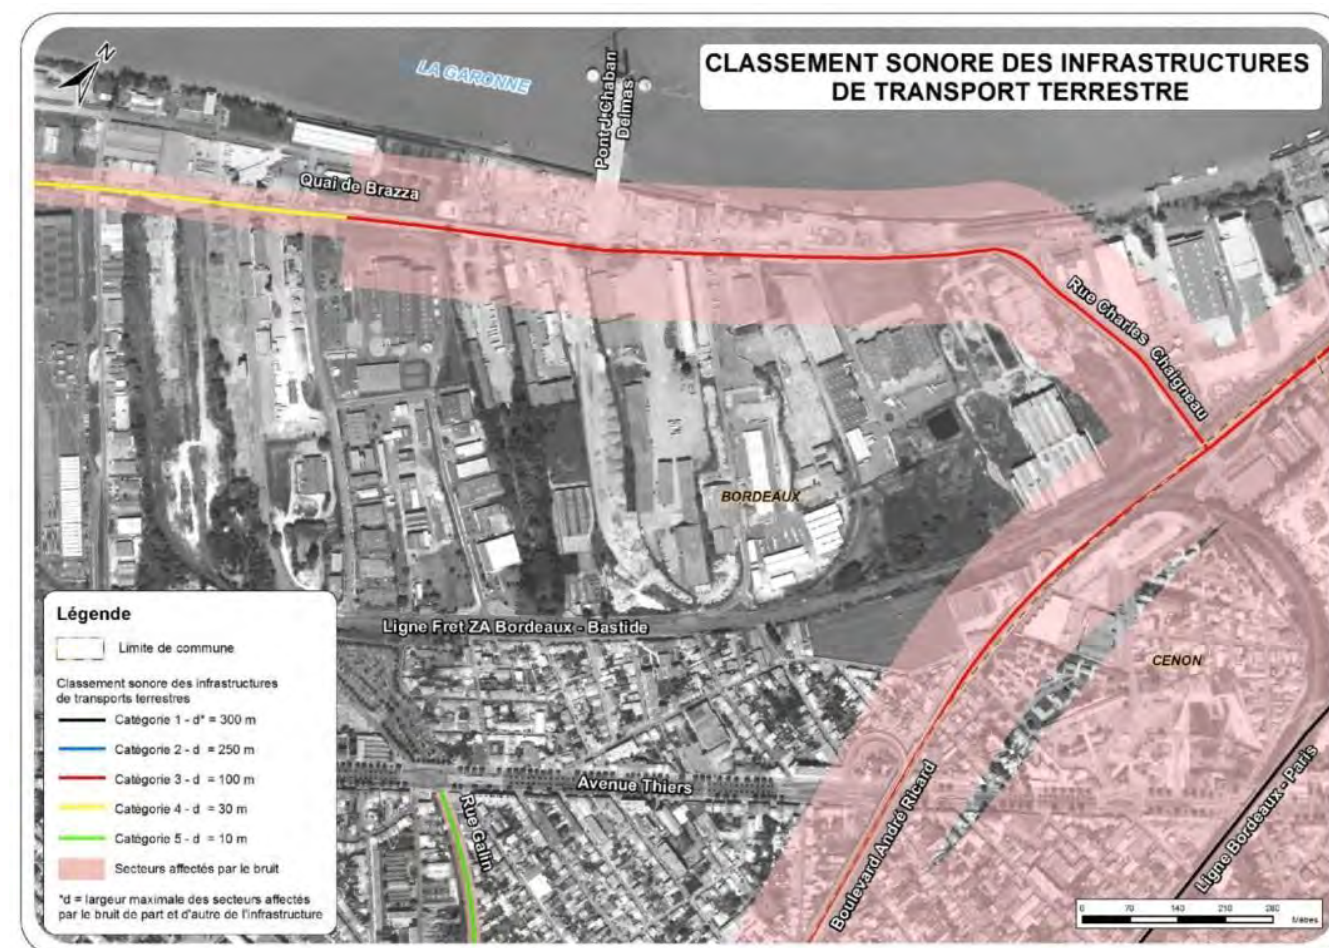 CLASSEMENT SONORE DES INFRASTRUCTURES
DE TRANSPORT TERRESTRE
N
LA GARONNE
Pont J.Chaban
Delmas
Quai de Brazza
Rue Charles Chaigneau
BORDEAUX
Ligne Fret ZA Bordeaux - Bastide
CENON
Avenue Thiers
Rue Galin
Boulevard André Ricard
Ligne Bordeaux - Paris
Légende
Limite de commune
Classement sonore des infrastructures
de transports terrestres
Catégorie 1 - d* = 300 m
Catégorie 2 - d = 250 m
Catégorie 3 - d = 100 m
Catégorie 4 - d = 30 m
Catégorie 5 - d = 10 m
Secteurs affectés par le bruit
*d = largeur maximale des secteurs affectés
par le bruit de part et d'autre de l'infrastructure
0 70 140 210 280
Mètres